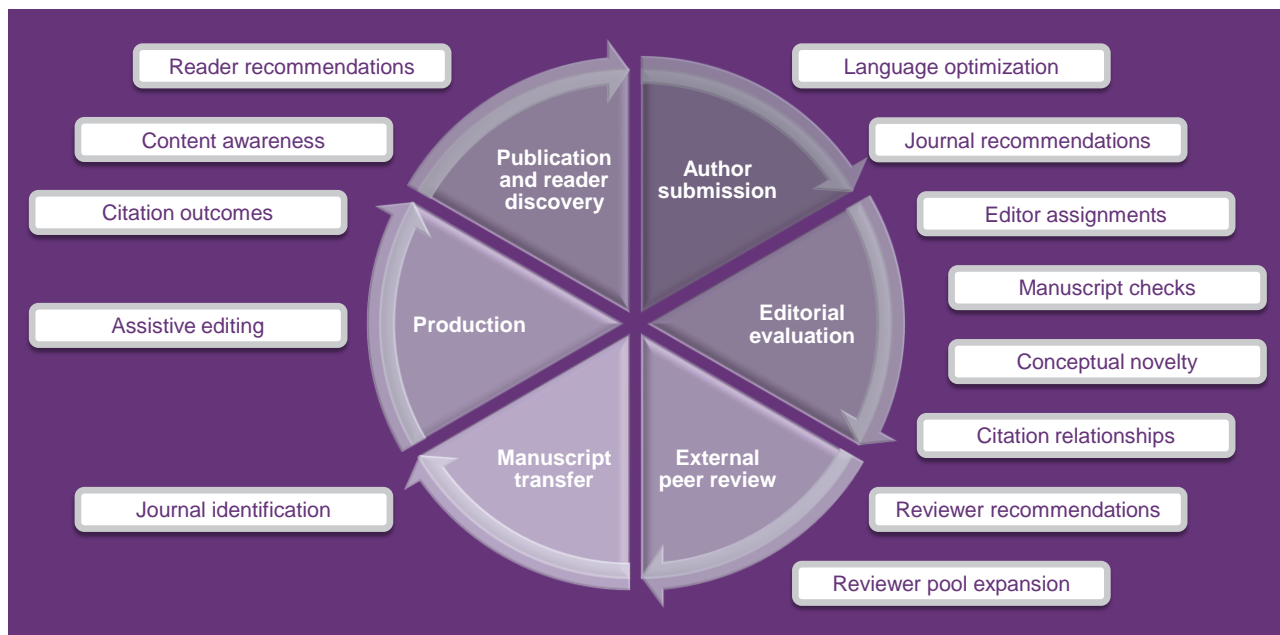 Reader recommendations
Language optimization
Content awareness
Journal recommendations
Citation outcomes
Editor assignments
Publication
and reader
discovery
Author
submission
Manuscript checks
Assistive editing
Production
Editorial
evaluation
Conceptual novelty
Citation relationships
Manuscript
transfer
External
peer review
Journal identification
Reviewer recommendations
Reviewer pool expansion